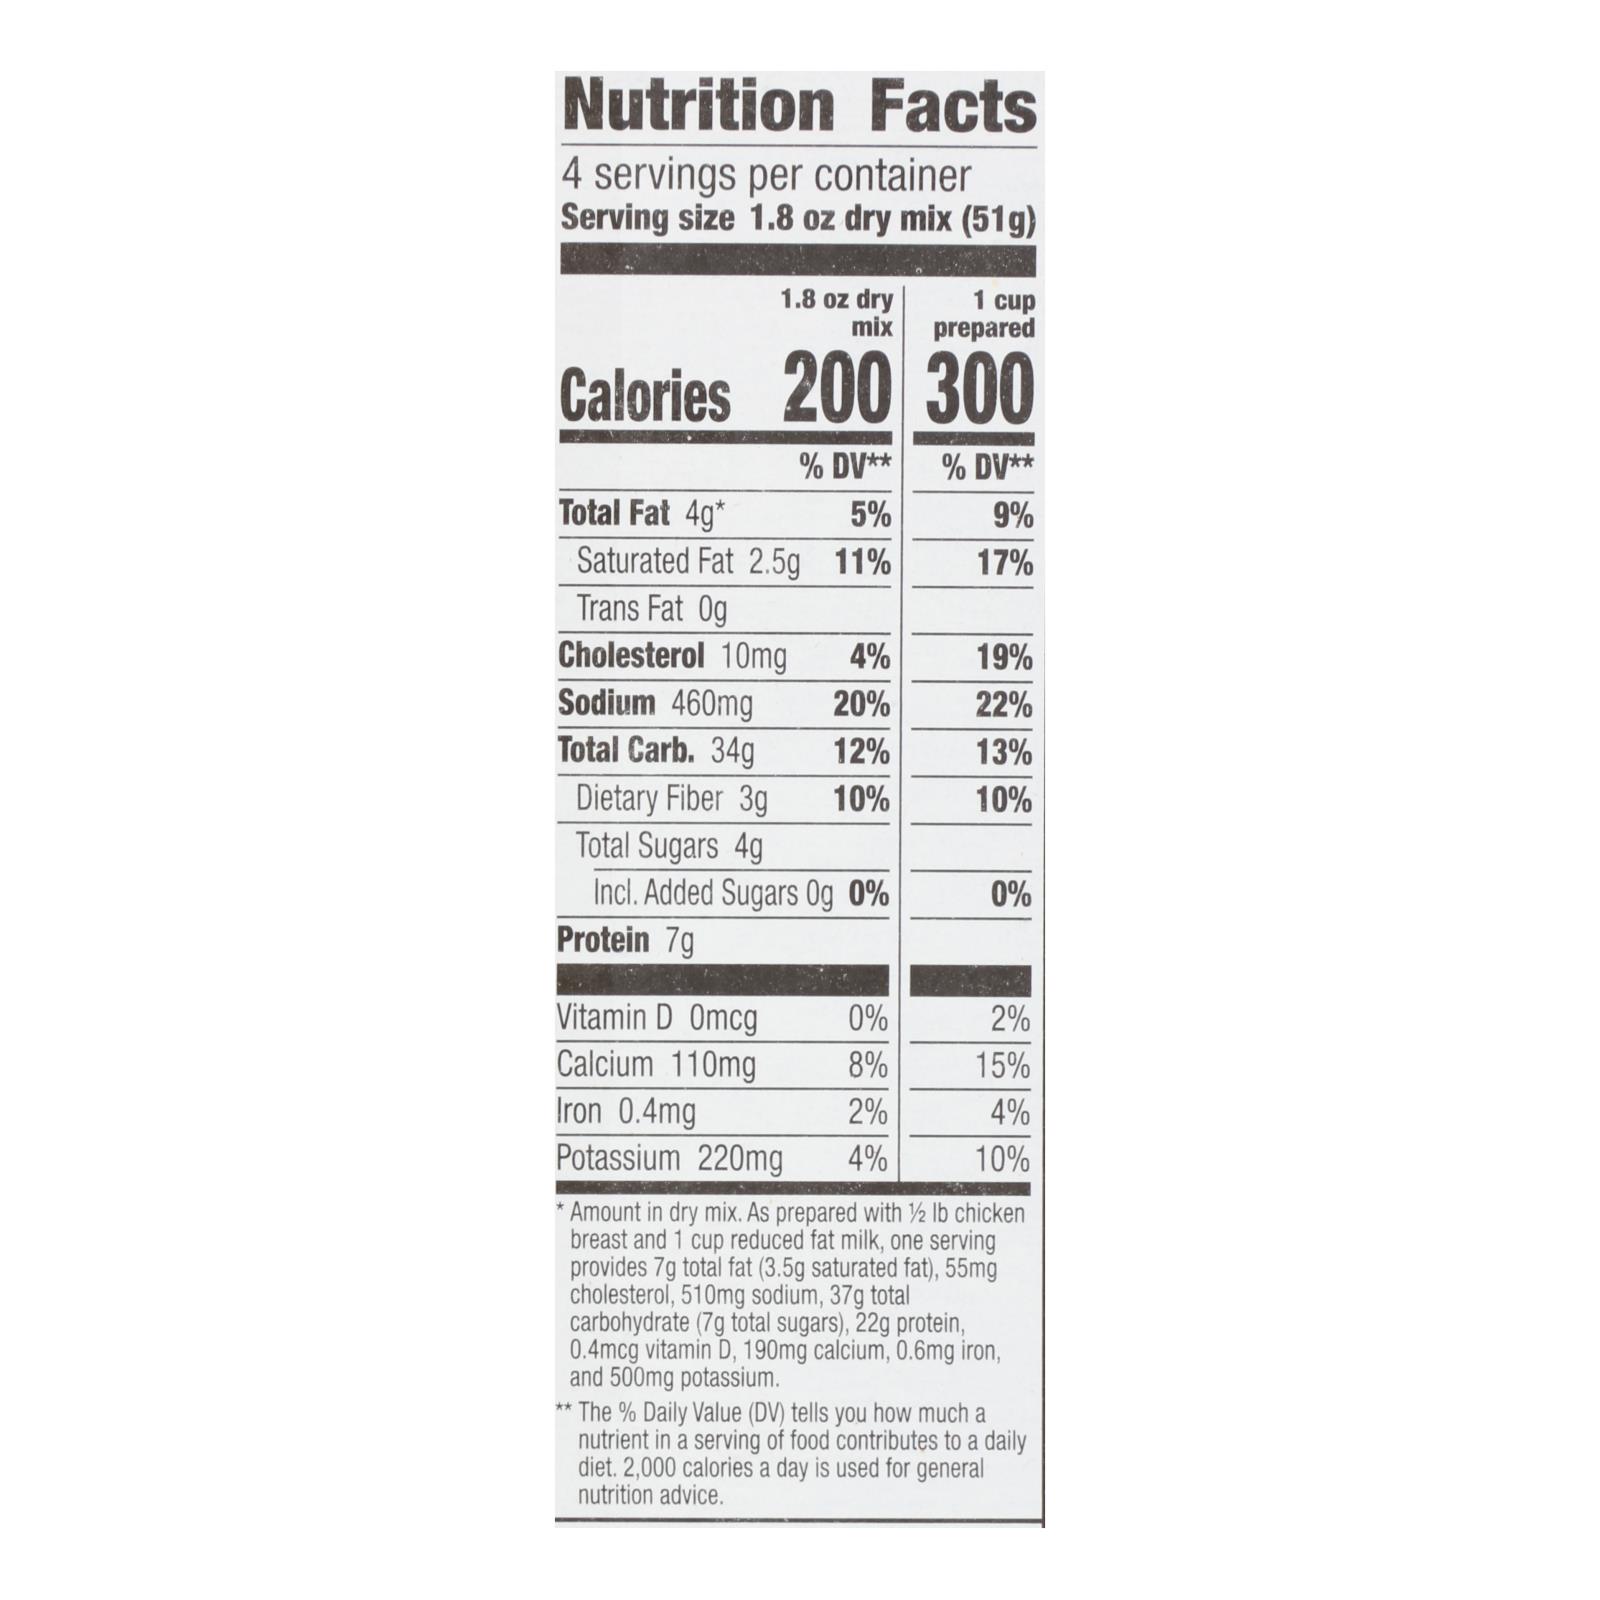 Nutrition Facts
4 servings per container
Serving size 1.8 oz dry mix (51g)
1.8 oz dry mix 1 cup prepared
Calories 200 300
% DV** % DV**
Total Fat 4g* 5% 9%
Saturated Fat 2.5g 11% 17%
Trans Fat 0g
Cholesterol 10mg 4% 19%
Sodium 460mg 20% 22%
Total Carb. 34g 12% 13%
Dietary Fiber 3g 10% 10%
Total Sugars 4g
Incl. Added Sugars 0g 0% 0%
Protein 7g
Vitamin D 0mcg 0% 2%
Calcium 110mg 8% 15%
Iron 0.4mg 2% 4%
Potassium 220mg 4% 10%
* Amount in dry mix. As prepared with ½ lb chicken
breast and 1 cup reduced fat milk, one serving
provides 7g total fat (3.5g saturated fat), 55mg
cholesterol, 510mg sodium, 37g total
carbohydrate (7g total sugars), 22g protein,
0.4mcg vitamin D, 190mg calcium, 0.6mg iron,
and 500mg potassium.
** The % Daily Value (DV) tells you how much a
nutrient in a serving of food contributes to a daily
diet. 2,000 calories a day is used for general
nutrition advice.